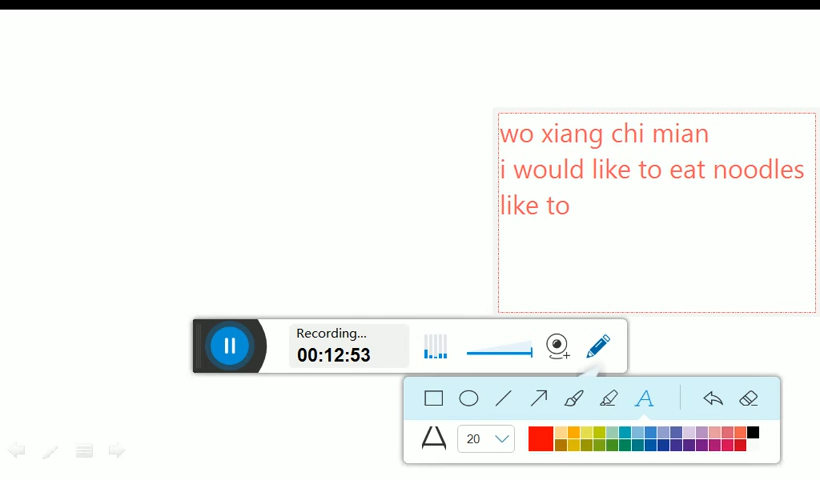 wo xiang chi mian
i would like to eat noodles
like to
Recording...
00:12:53
A
20